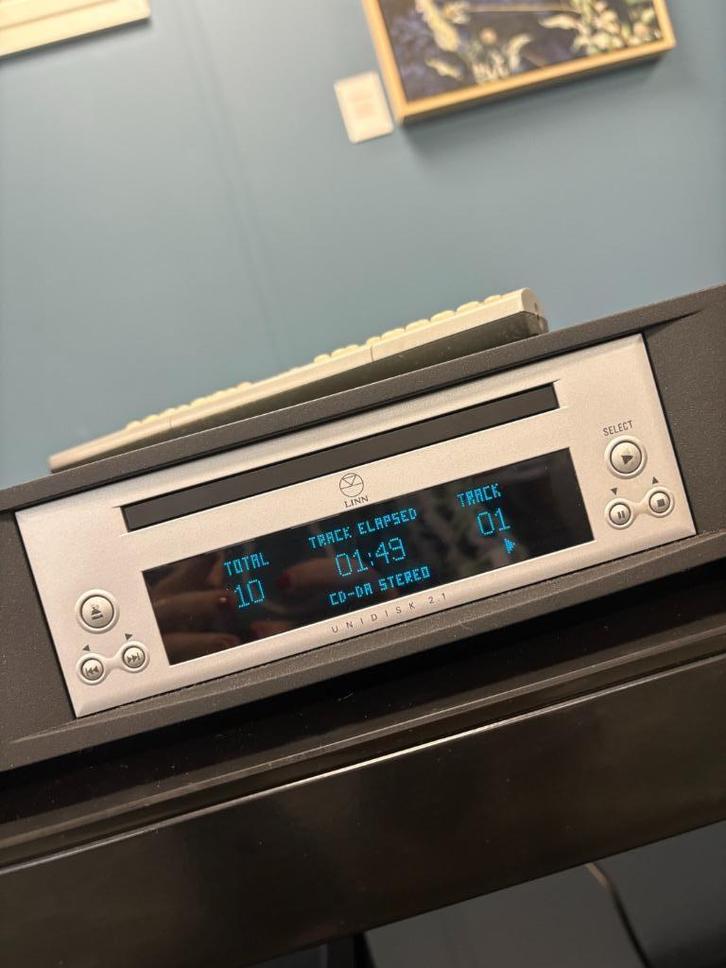 SELECT
LINN
TOTAL
10
TRACK ELAPSED
01:49
CD-DA STEREO
TRACK
01
UNIDISK 2.1